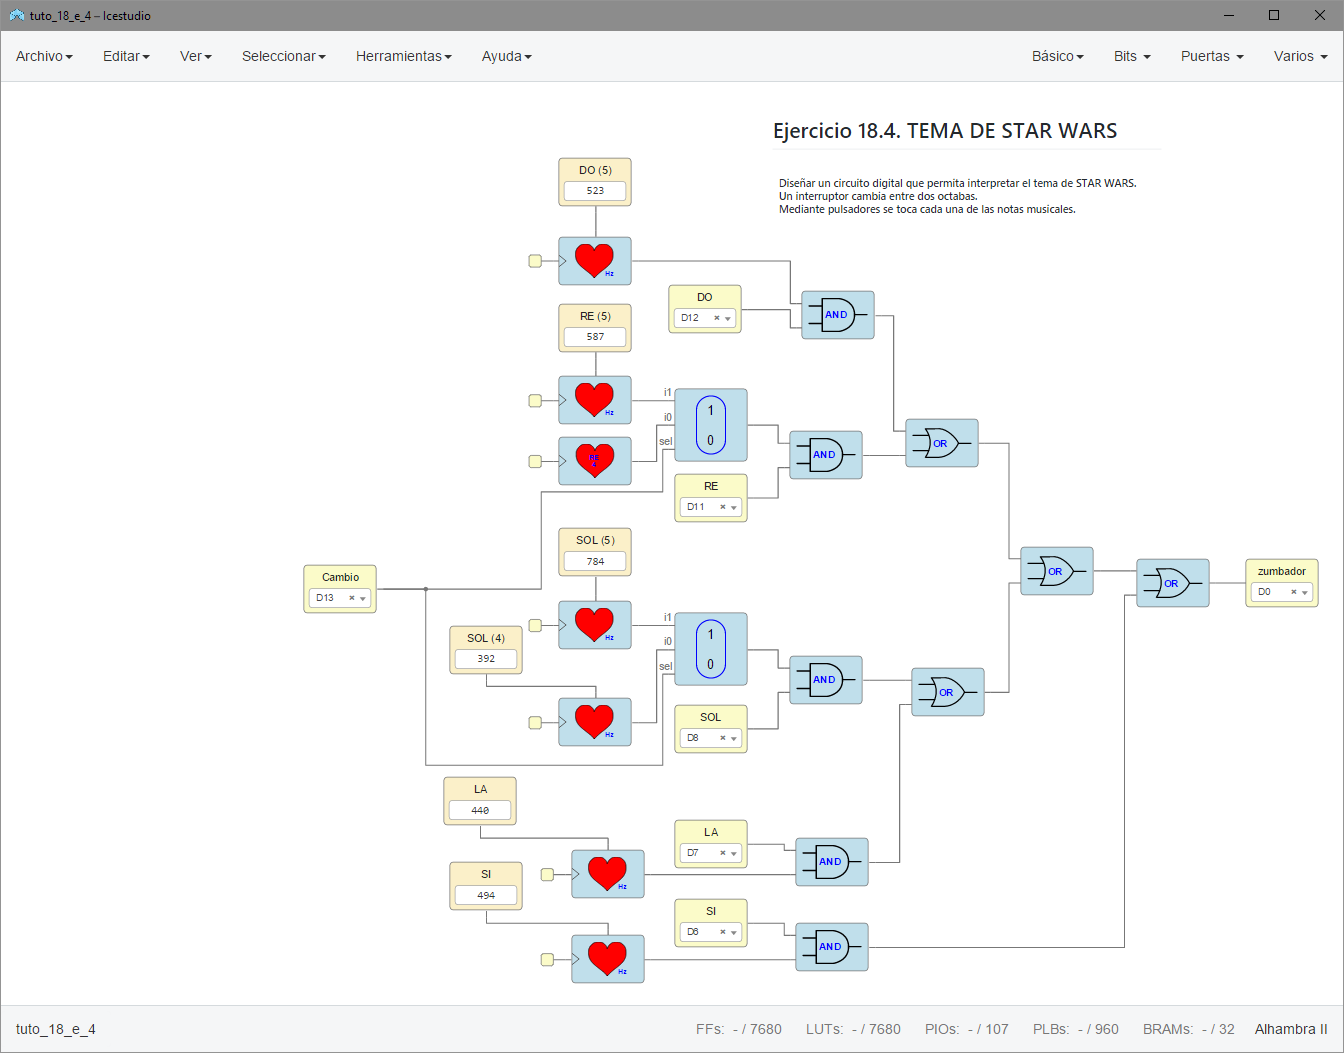 tuto_18_e_4 – Icestudio
Archivo Editar Ver Seleccionar Herramientas Ayuda Básico Bits Puertas Varios
Ejercicio 18.4. TEMA DE STAR WARS
Diseñar un circuito digital que permita interpretar el tema de STAR WARS.
Un interruptor cambia entre dos octabas.
Mediante pulsadores se toca cada una de las notas musicales.
DO (5)
523
Hz
DO
D12
AND
RE (5)
587
Hz
i1
i0
sel
1
0
AND
OR
RE
D11
SOL (5)
784
Cambio
D13
Hz
SOL (4)
392
Hz
i1
i0
sel
1
0
AND
SOL
D8
OR
OR
OR
zumbador
D0
LA
440
Hz
LA
D7
AND
SI
494
Hz
SI
D6
AND
tuto_18_e_4 FFs: - / 7680 LUTs: - / 7680 PIOs: - / 107 PLBs: - / 960 BRAMs: - / 32 Alhambra II